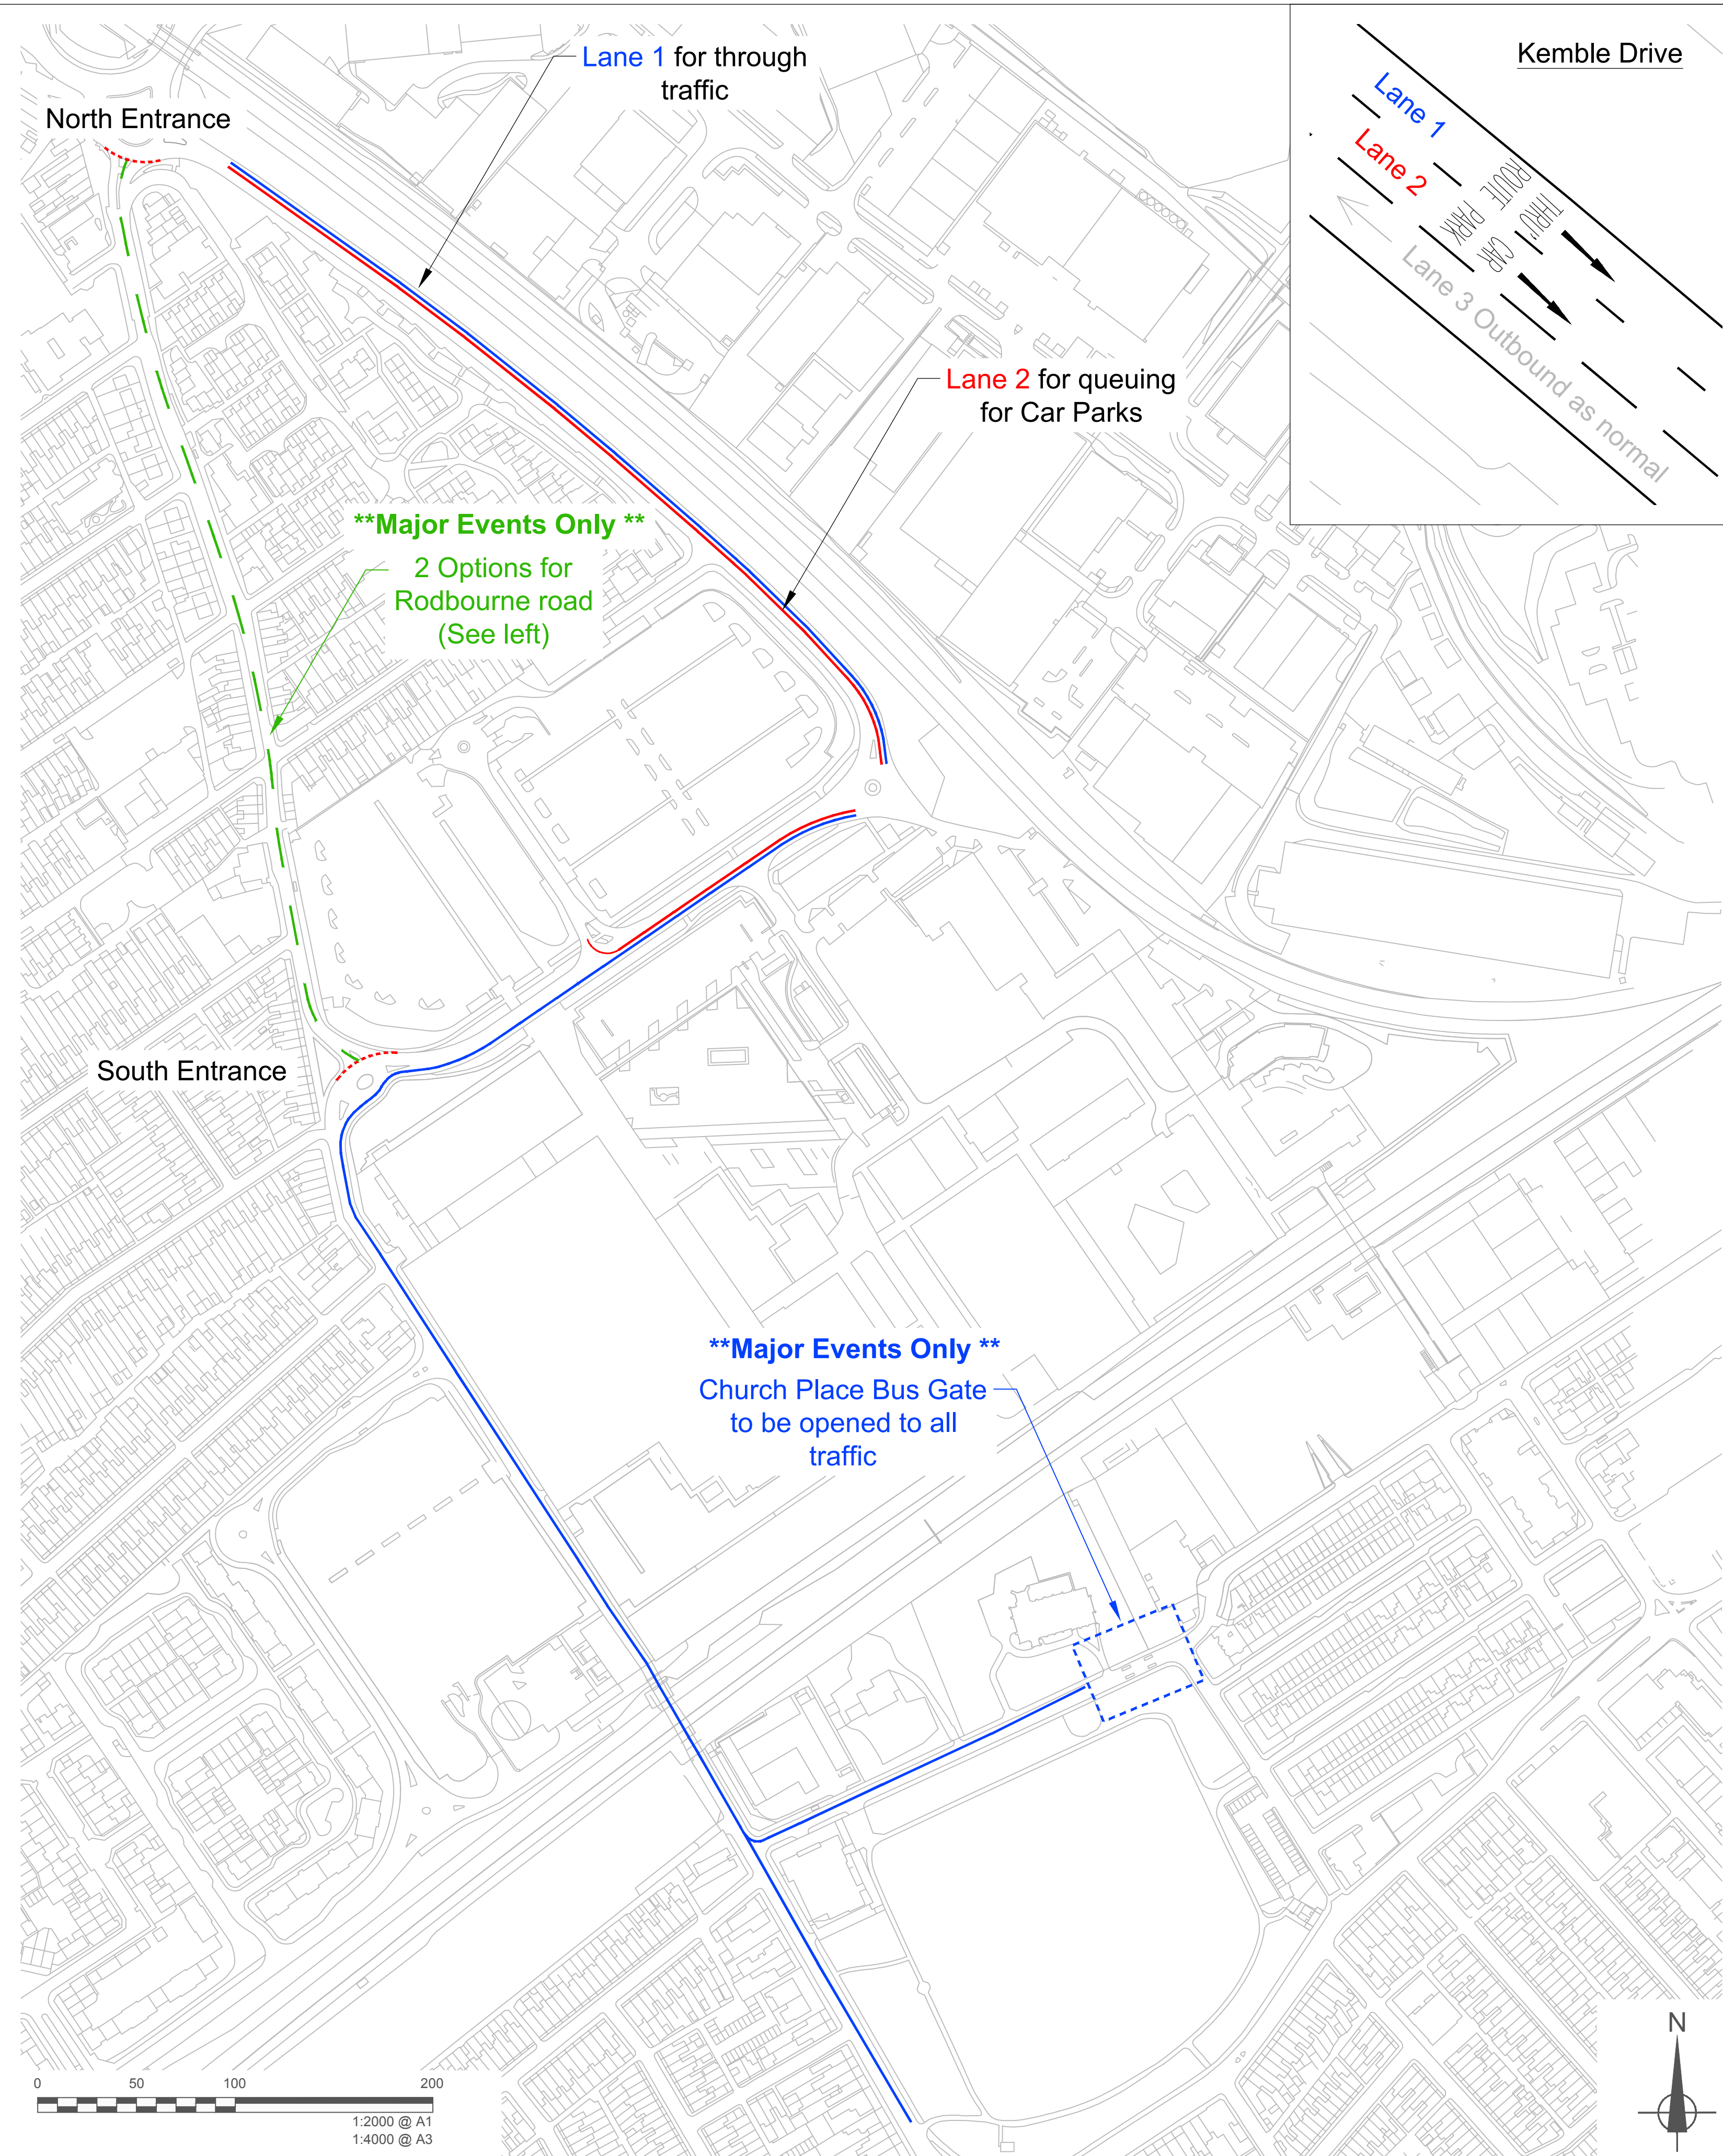 Lane 1 for through
traffic
Kemble Drive
Lane 1
Lane 2
THRU"
ROUTE
CAR
PARK
Lane 3 Outbound as normal
North Entrance
Lane 2 for queuing
for Car Parks
**Major Events Only **
2 Options for
Rodbourne road
(See left)
South Entrance
**Major Events Only **
Church Place Bus Gate
to be opened to all
traffic
N
0 50 100 200
1:2000 @ A1
1:4000 @ A3